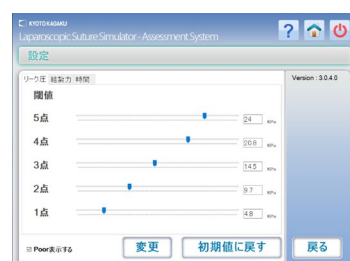 KYOTO KAGAKU
Laparoscopic Suture Simulator - Assessment System
?
設定
リーク圧 結紮力 時間
Version : 3.0.4.0
閾値
5点 24 KPa
4点 20.8 KPa
3点 14.5 KPa
2点 9.7 KPa
1点 4.8 KPa
Poor表示する
変更
初期値に戻す
戻る